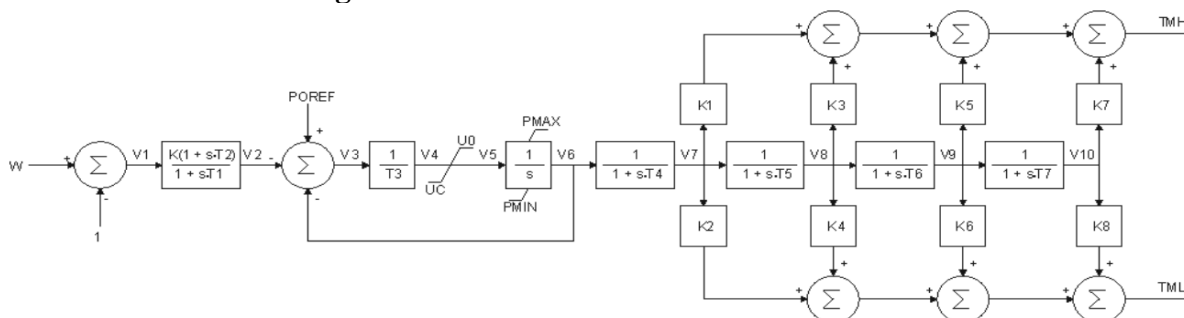 TMH
Σ Σ Σ
K1 K3 K5 K7
POREF
PMAX
U0
W Σ V1 K(1 + s·T2) V2 Σ V3 1 V4 V5 1 V6 1 V7 1 V8 1 V9 1 V10
1 + s·T1 T3 s 1 + s·T4 1 + s·T5 1 + s·T6 1 + s·T7
UC
PMIN
1
K2 K4 K6 K8
TML
Σ Σ Σ